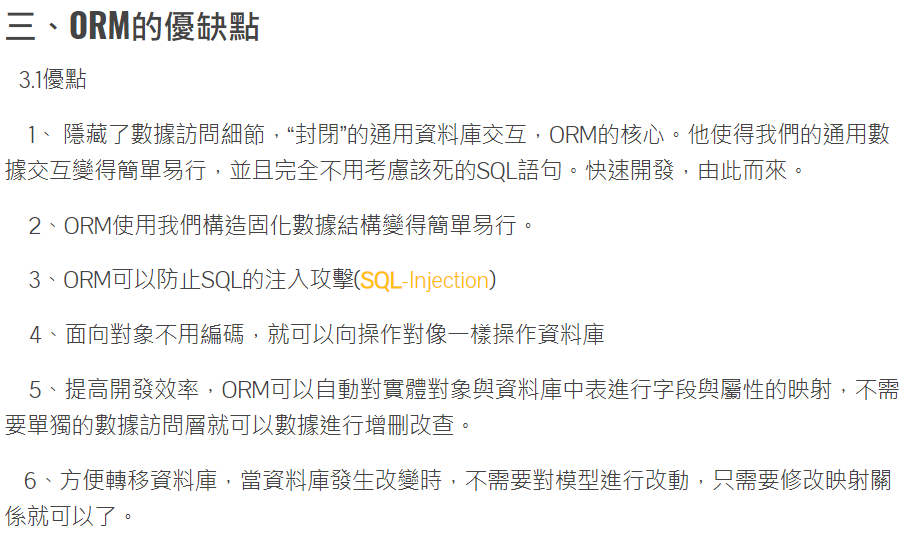 三、ORM的優缺點
3.1優點
1、 隱藏了數據訪問細節，“封閉”的通用資料庫交互，ORM的核心。他使得我們的通用數
據交互變得簡單易行，並且完全不用考慮該死的SQL語句。快速開發，由此而來。
2、ORM使用我們構造固化數據結構變得簡單易行。
3、ORM可以防止SQL的注入攻擊(SQL-Injection)
4、面向對象不用編碼，就可以向操作對像一樣操作資料庫
5、提高開發效率，ORM可以自動對實體對象與資料庫中表進行字段與屬性的映射，不需
要單獨的數據訪問層就可以數據進行增刪改查。
6、方便轉移資料庫，當資料庫發生改變時，不需要對模型進行改動，只需要修改映射關
係就可以了。